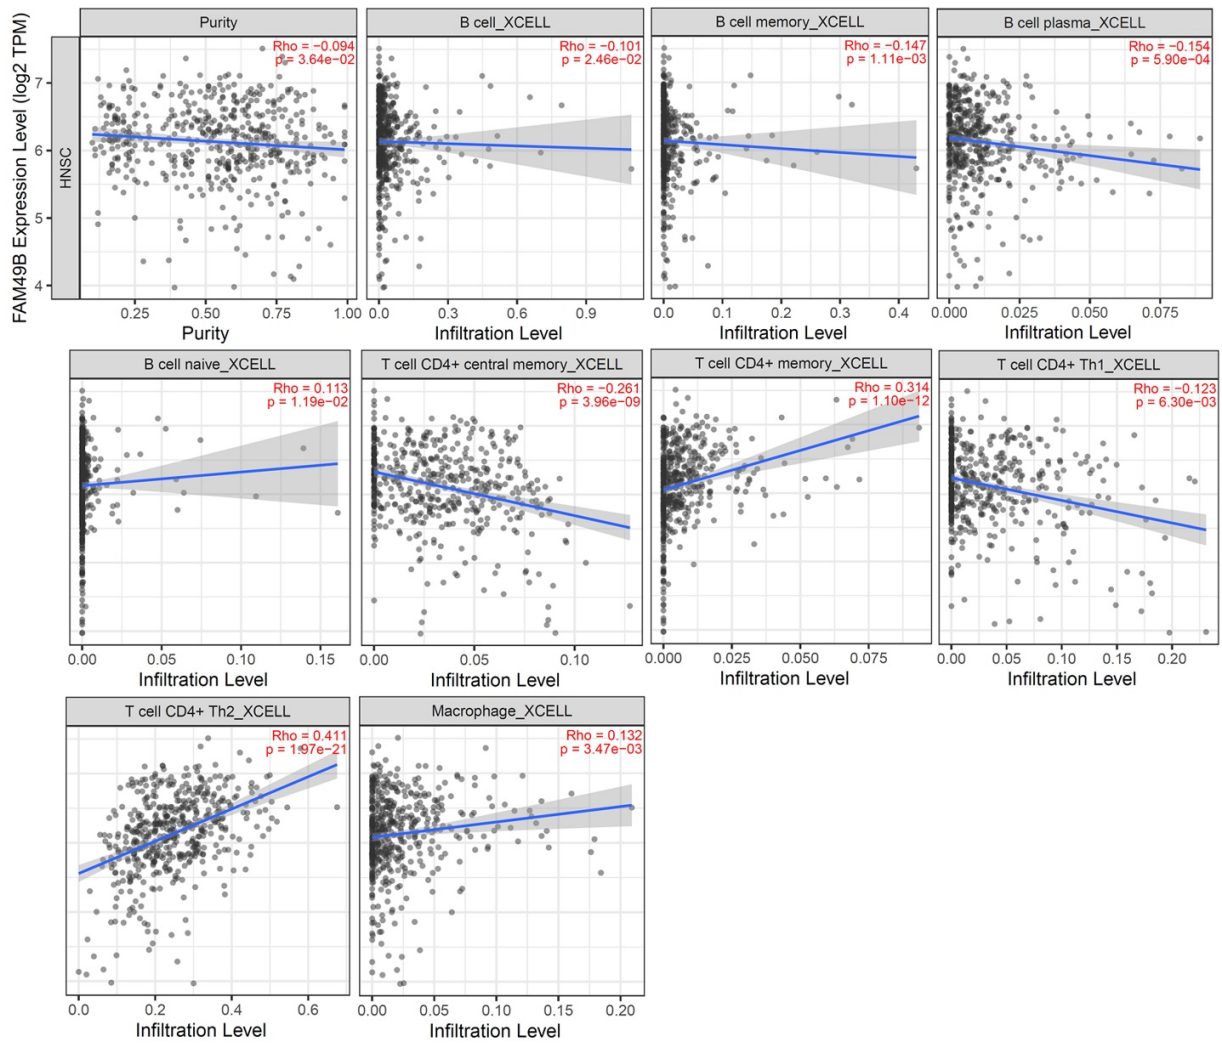 Purity
B cell_XCELL
B cell memory_XCELL
B cell plasma_XCELL
Rho = −0.094
p = 3.64e−02
Rho = −0.101
p = 2.46e−02
Rho = −0.147
p = 1.11e−03
Rho = −0.154
p = 5.90e−04
FAM49B Expression Level (log2 TPM)
HNSC
7
6
5
4
0.25 0.50 0.75 1.00
0.0 0.3 0.6 0.9
0.0 0.1 0.2 0.3 0.4
0.000 0.025 0.050 0.075
Purity
Infiltration Level
Infiltration Level
Infiltration Level
B cell naive_XCELL
T cell CD4+ central memory_XCELL
T cell CD4+ memory_XCELL
T cell CD4+ Th1_XCELL
Rho = 0.113
p = 1.19e−02
Rho = −0.261
p = 3.96e−09
Rho = 0.314
p = 1.10e−12
Rho = −0.123
p = 6.30e−03
0.00 0.05 0.10 0.15
0.00 0.05 0.10
0.000 0.025 0.050 0.075
0.00 0.05 0.10 0.15 0.20
Infiltration Level
Infiltration Level
Infiltration Level
Infiltration Level
T cell CD4+ Th2_XCELL
Macrophage_XCELL
Rho = 0.411
p = 1.97e−21
Rho = 0.132
p = 3.47e−03
0.0 0.2 0.4 0.6
0.00 0.05 0.10 0.15 0.20
Infiltration Level
Infiltration Level